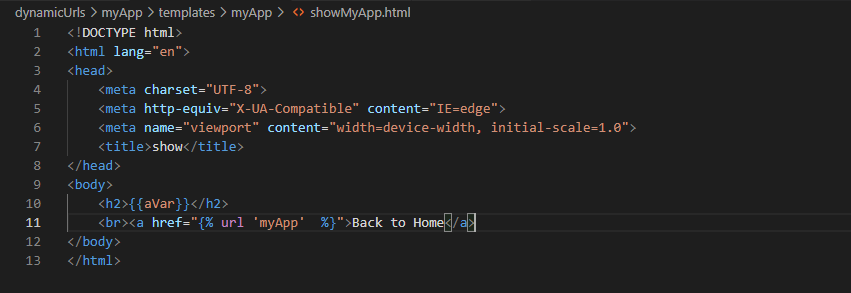 dynamicUrls > myApp > templates > myApp > <> showMyApp.html
1 <!DOCTYPE html>
2 <html lang="en">
3 <head>
4     <meta charset="UTF-8">
5     <meta http-equiv="X-UA-Compatible" content="IE=edge">
6     <meta name="viewport" content="width=device-width, initial-scale=1.0">
7     <title>show</title>
8 </head>
9 <body>
10     <h2>{{aVar}}</h2>
11     <br><a href="{% url 'myApp'  %}">Back to Home</a>
12 </body>
13 </html>